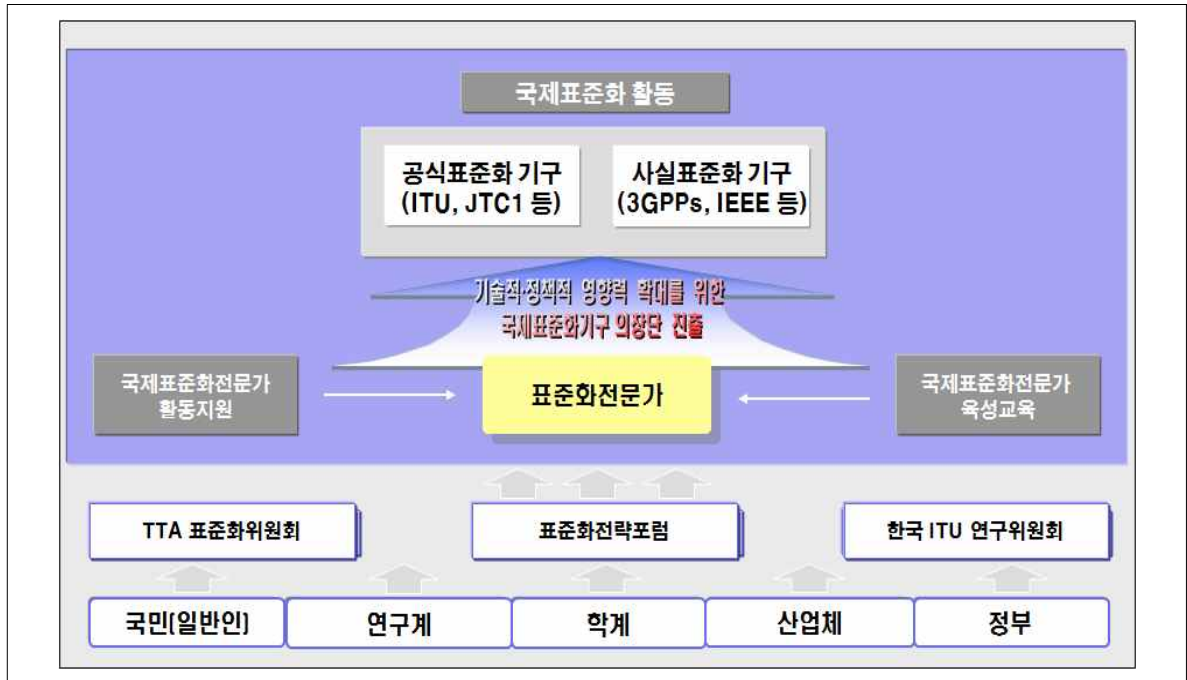 국제표준화 활동
공식표준화 기구
(ITU, JTC1 등)
사실표준화 기구
(3GPPs, IEEE 등)
기술적·정책적 영향력 확대를 위한
국제표준화기구 의장단 진출
국제표준화전문가
활동지원
표준화전문가
국제표준화전문가
육성교육
TTA 표준화위원회
표준화전략포럼
한국 ITU 연구위원회
국민(일반인)
연구계
학계
산업체
정부